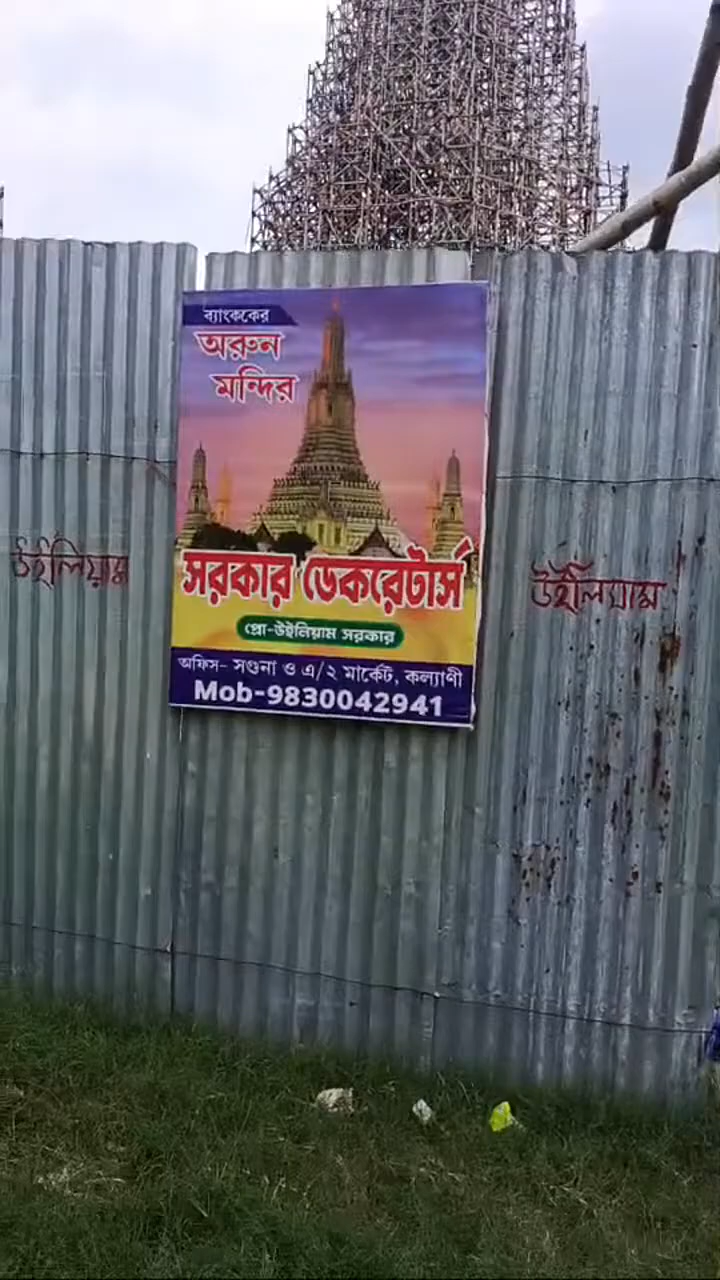 ব্যাংককের
অরুন
মন্দির
সরকার ডেকরেটার্স
প্রো-উইলিয়াম সরকার
অফিস- সগুনা ও এ/২ মার্কেট, কল্যাণী
Mob-9830042941
উইলিয়াম
উইলিয়াম